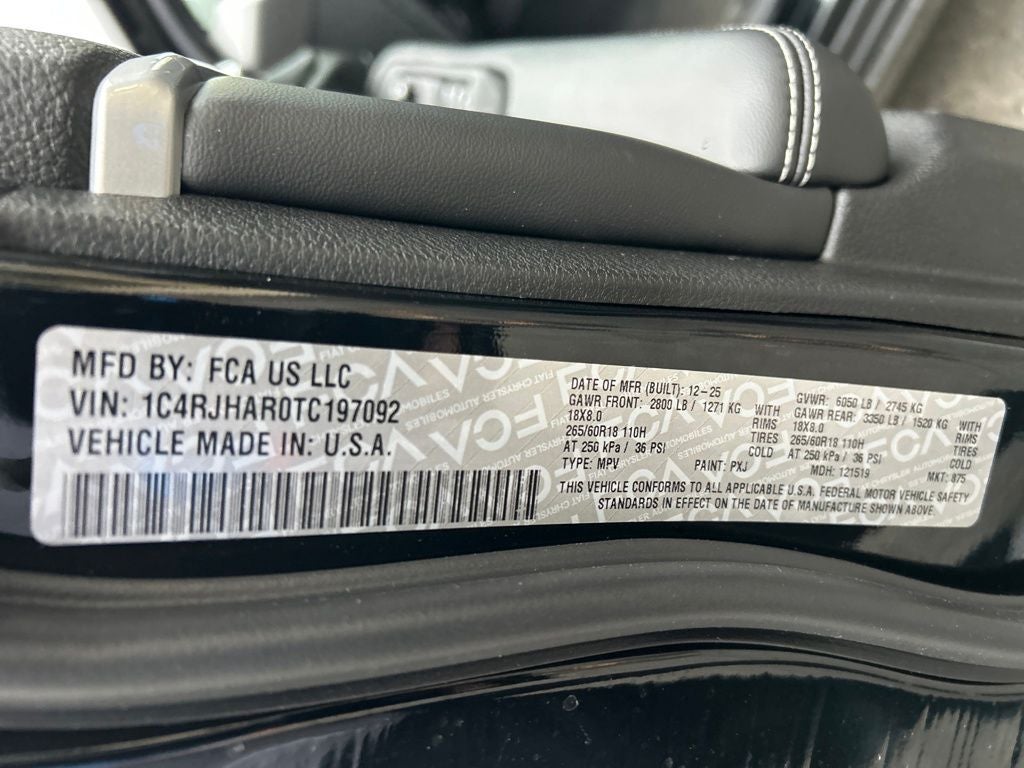 MFD BY: FCA US LLC
VIN: 1C4RJHAR0TC197092
VEHICLE MADE IN: U.S.A.
DATE OF MFR (BUILT): 12-25 GVWR: 6050 LB / 2745 KG
GAWR FRONT: 2800 LB / 1271 KG WITH GAWR REAR: 3350 LB / 1520 KG WITH
18X8.0 RIMS 18X8.0 RIMS
265/60R18 110H TIRES 265/60R18 110H TIRES
AT 250 kPa / 36 PSI COLD AT 250 kPa / 36 PSI COLD
TYPE: MPV PAINT: PXJ MDH: 121519 MKT: 875
THIS VEHICLE CONFORMS TO ALL APPLICABLE U.S.A. FEDERAL MOTOR VEHICLE SAFETY
STANDARDS IN EFFECT ON THE DATE OF MANUFACTURE SHOWN ABOVE